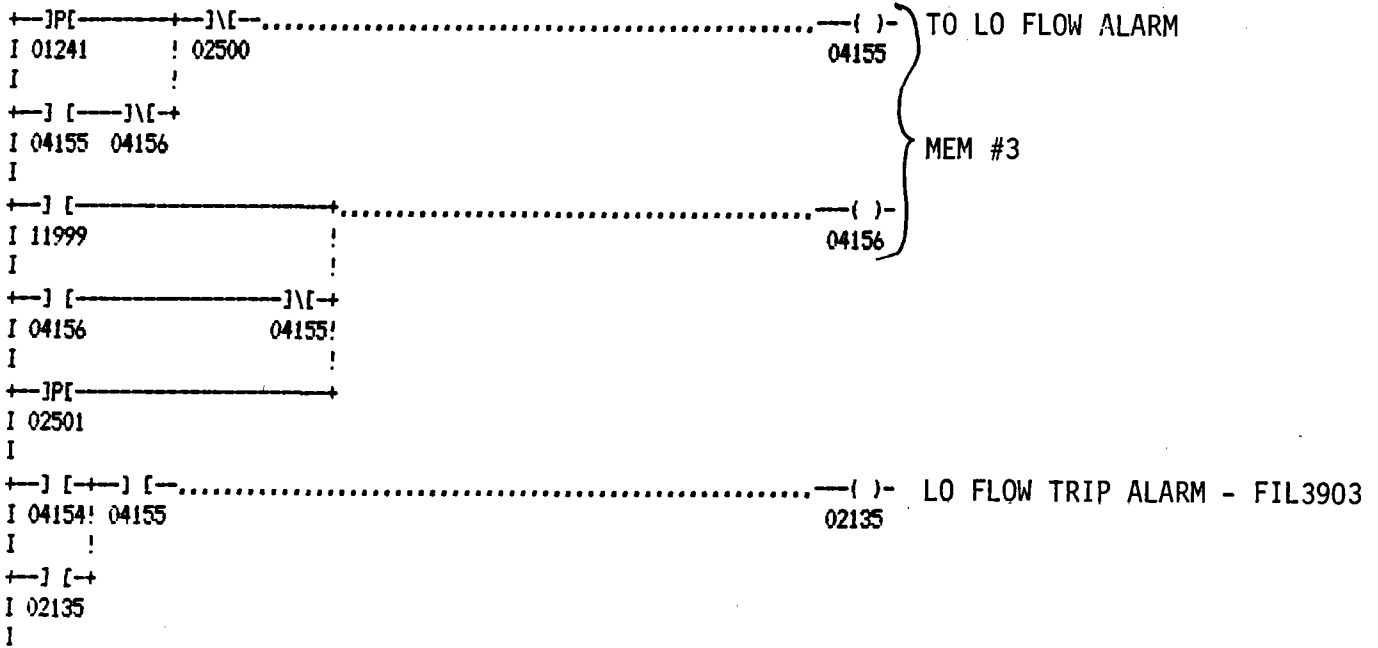 +--]P[--------+--]\[--..................................................---( )- TO LO FLOW ALARM
I 01241 ! 02500 04155
I !
+--] [----]\[-+
I 04155 04156 MEM #3
I
+--] [-----------------------+..........................................---( )-
I 11999 ! 04156
I !
+--] [------------------]\[-+
I 04156 04155!
I !
+--]P[-----------------------+
I 02501
I
+--] [-+--] [--.........................................................---( )- LO FLOW TRIP ALARM - FIL3903
I 04154! 04155 02135
I !
+--] [-+
I 02135
I